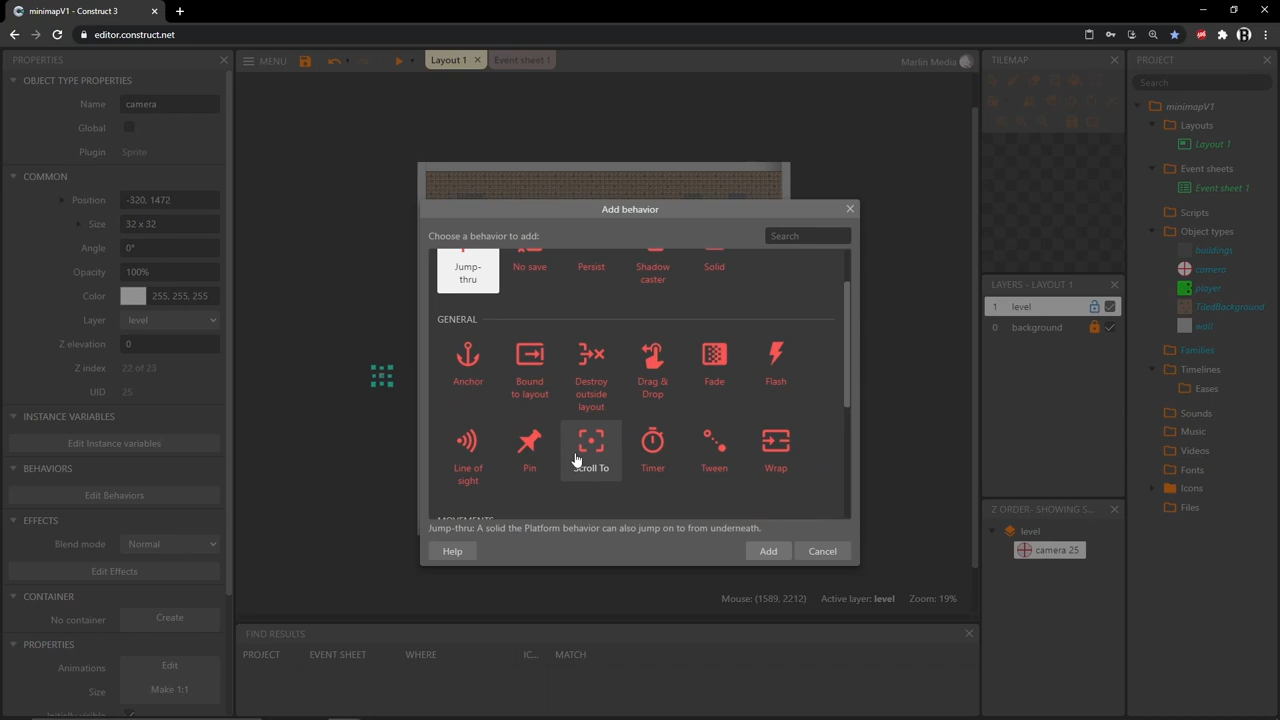 minimapV1 - Construct 3
editor.construct.net
PROPERTIES
OBJECT TYPE PROPERTIES
Name camera
Global
Plugin Sprite
COMMON
Position -320, 1472
Size 32 x 32
Angle 0°
Opacity 100%
Color 255, 255, 255
Layer level
Z elevation 0
Z index 22 of 23
UID 25
INSTANCE VARIABLES
Edit Instance variables
BEHAVIORS
Edit Behaviors
EFFECTS
Blend mode Normal
Edit Effects
CONTAINER
No container Create
PROPERTIES
Animations Edit
Size Make 1:1
Initially visible
MENU
Layout 1
Event sheet 1
Marlin Media
Add behavior
Choose a behavior to add:
Search
Jump-
thru
No save
Persist
Shadow
caster
Solid
GENERAL
Anchor
Bound
to layout
Destroy
outside
layout
Drag &
Drop
Fade
Flash
Line of
sight
Pin
Scroll To
Timer
Tween
Wrap
MOVEMENTS
Jump-thru: A solid the Platform behavior can also jump on to from underneath.
Help
Add
Cancel
Mouse: (1589, 2212) Active layer: level Zoom: 19%
FIND RESULTS
PROJECT EVENT SHEET WHERE IC... MATCH
TILEMAP
LAYERS - LAYOUT 1
1 level
0 background
Z ORDER- SHOWING S...
level
camera 25
PROJECT
Search
minimapV1
Layouts
Layout 1
Event sheets
Event sheet 1
Scripts
Object types
buildings
camera
player
TiledBackground
wall
Families
Timelines
Eases
Sounds
Music
Videos
Fonts
Icons
Files